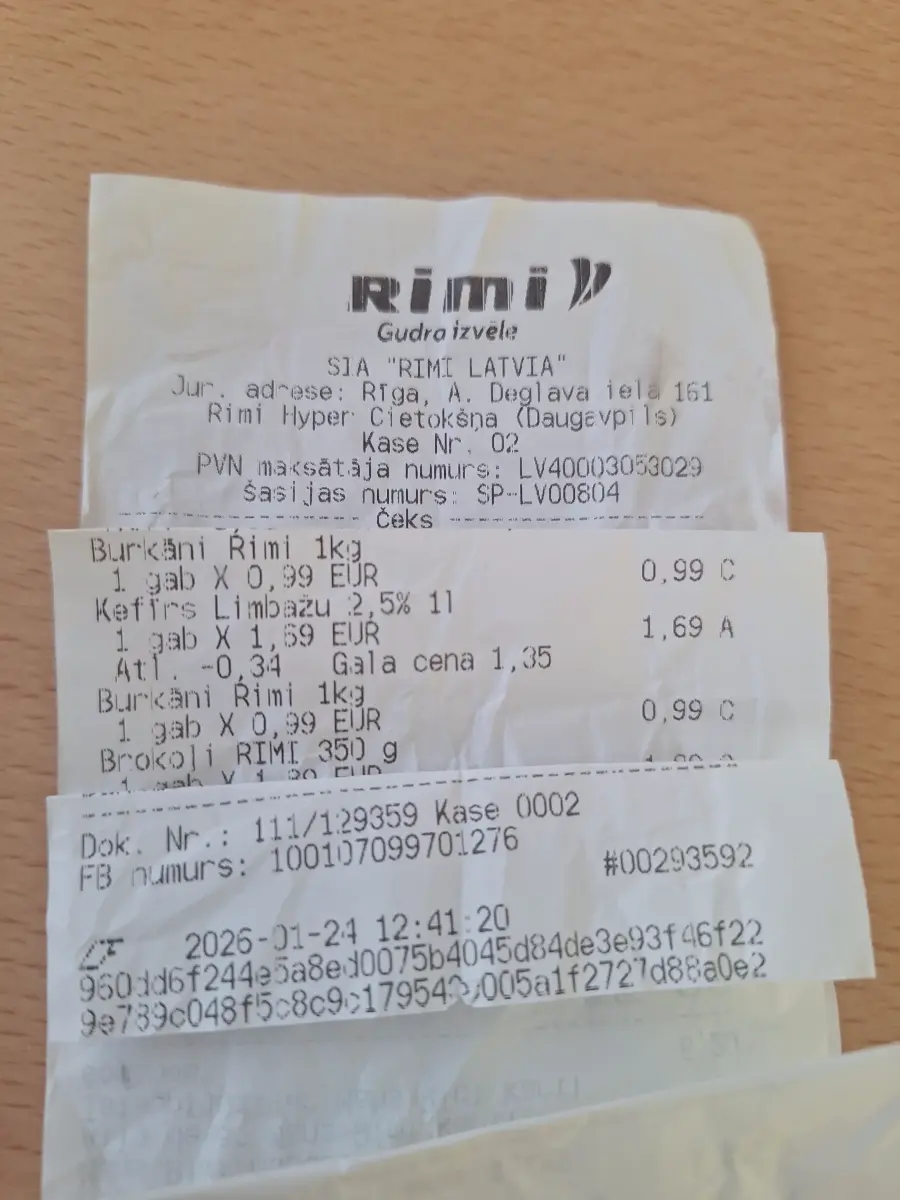 Rimi
Gudra izvēle
SIA "RIMI LATVIA"
Jur. adrese: Rīga, A. Deglava iela 161
Rimi Hyper Cietokšņa (Daugavpils)
Kase Nr. 02
PVN maksātāja numurs: LV40003053029
Šasijas numurs: SP-LV00804
Čeks
Burkāni Rimi 1kg
1 gab X 0,99 EUR 0,99 C
Kefīrs Limbažu 2,5% 1l
1 gab X 1,69 EUR 1,69 A
Atl. -0,34 Gala cena 1,35
Burkāni Rimi 1kg
1 gab X 0,99 EUR 0,99 C
Brokoļi RIMI 350 g
1 gab X EUR
Dok. Nr.: 111/129359 Kase 0002
FB numurs: 100107099701276
#00293592
2026-01-24 12:41:20
960dd6f244e5a8ed0075b4045d84de3e93f46f22